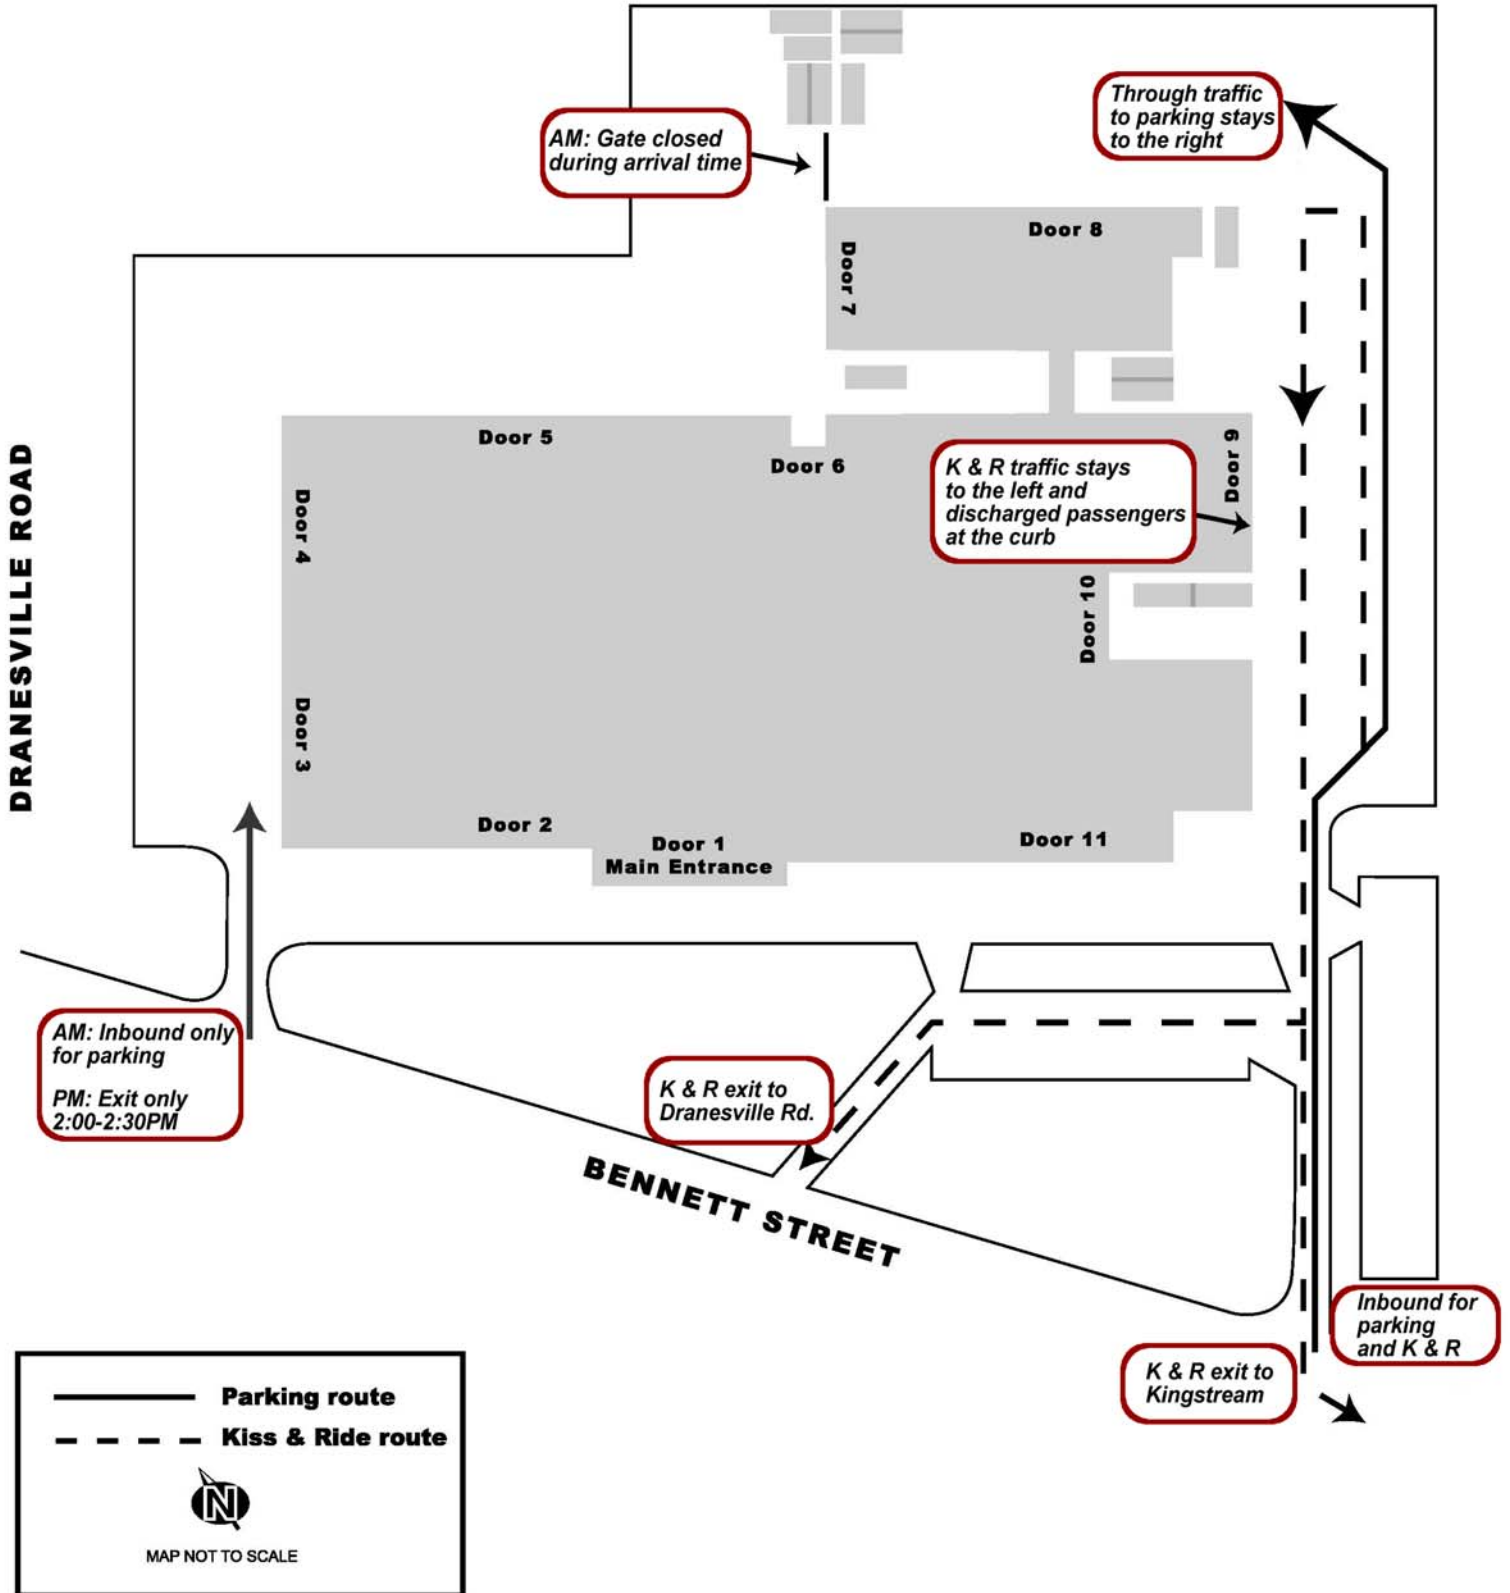 Through traffic
to parking stays
to the right
AM: Gate closed
during arrival time
Door 8
Door 7
Door 5
Door 6
Door 9
K & R traffic stays
to the left and
discharged passengers
at the curb
DRANESVILLE ROAD
Door 4
Door 10
Door 3
Door 2
Door 1
Main Entrance
Door 11
AM: Inbound only
for parking
PM: Exit only
2:00-2:30PM
K & R exit to
Dranesville Rd.
BENNETT STREET
Inbound for
parking
and K & R
K & R exit to
Kingstream
Parking route
Kiss & Ride route
N
MAP NOT TO SCALE